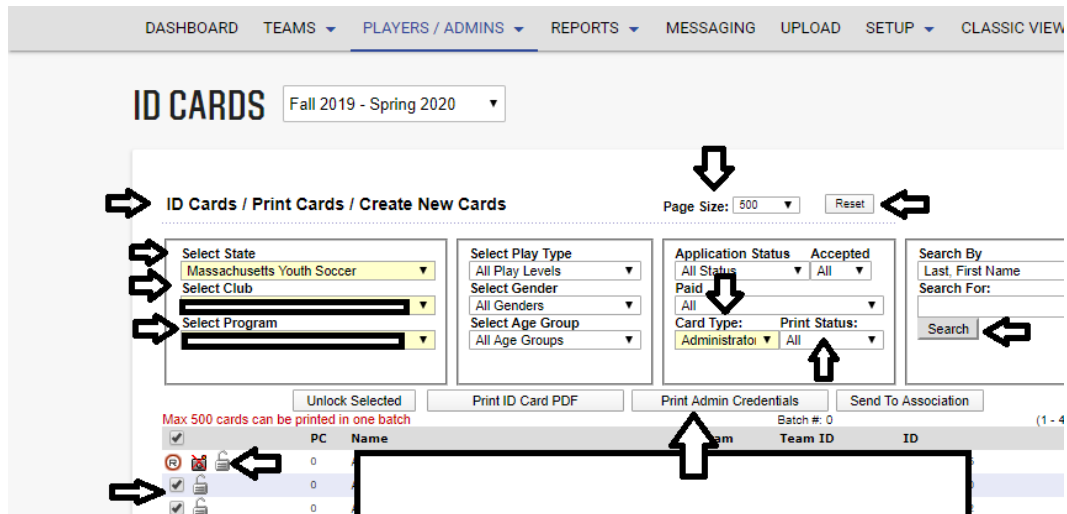 DASHBOARD TEAMS PLAYERS / ADMINS REPORTS MESSAGING UPLOAD SETUP CLASSIC VIEW
ID CARDS Fall 2019 - Spring 2020
ID Cards / Print Cards / Create New Cards Page Size: 500 Reset
Select State Select Play Type Application Status Accepted Search By
Massachusetts Youth Soccer All Play Levels All Status All Last, First Name
Select Club Select Gender Paid Search For:
All Genders All
Select Program Select Age Group Card Type: Print Status: Search
All Age Groups Administrator All
Unlock Selected Print ID Card PDF Print Admin Credentials Send To Association
Max 500 cards can be printed in one batch Batch #: 0 (1 - 4
PC Name Team ID ID
R 0
0
0